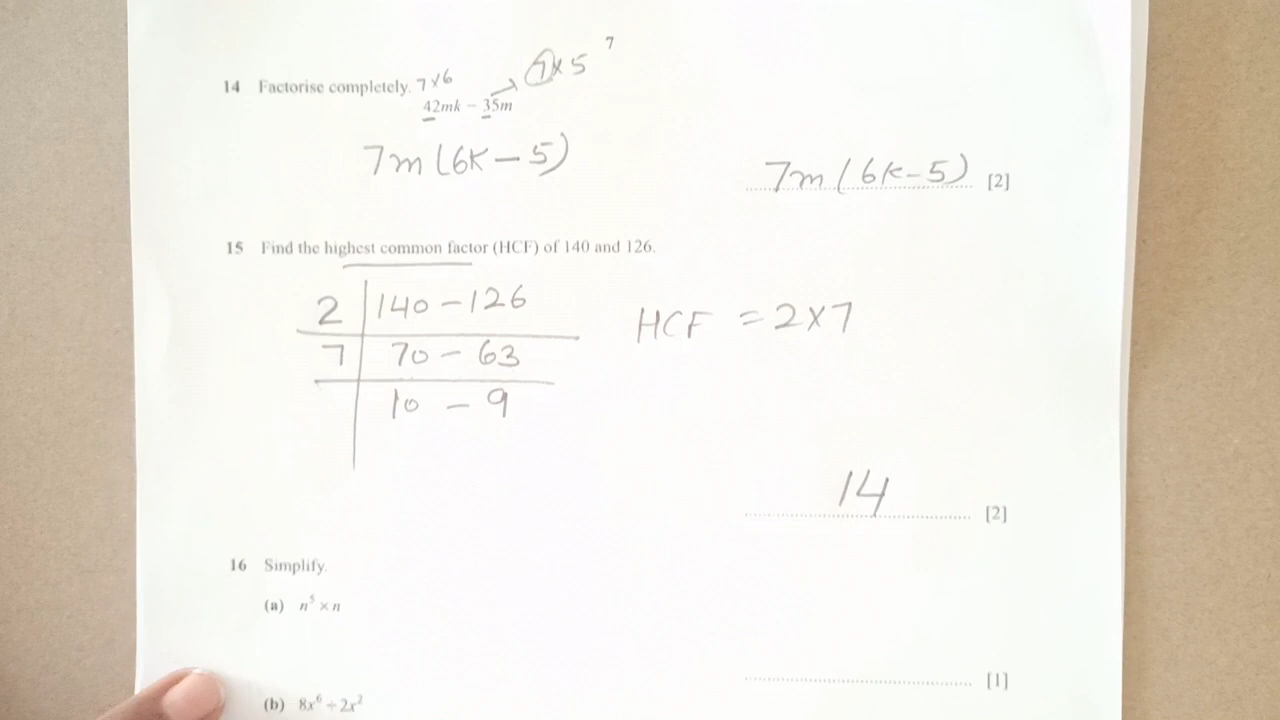 7
14 Factorise completely. 7×6 → 7×5
42mk − 35m
7m(6K − 5)
7m(6k−5) [2]
15 Find the highest common factor (HCF) of 140 and 126.
2 | 140 − 126
HCF = 2×7
7 | 70 − 63
10 − 9
14 [2]
16 Simplify.
(a) n⁵ × n
[1]
(b) 8x⁶ ÷ 2x²